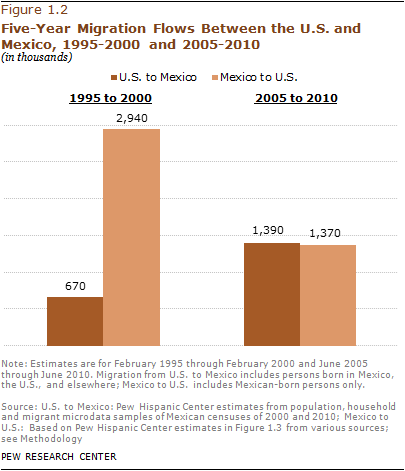 Figure 1.2
Five-Year Migration Flows Between the U.S. and
Mexico, 1995-2000 and 2005-2010
(in thousands)
U.S. to Mexico Mexico to U.S.
1995 to 2000 2005 to 2010
2,940
1,390 1,370
670
Note: Estimates are for February 1995 through February 2000 and June 2005
through June 2010. Migration from U.S. to Mexico includes persons born in Mexico,
the U.S., and elsewhere; Mexico to U.S. includes Mexican-born persons only.
Source: U.S. to Mexico: Pew Hispanic Center estimates from population, household
and migrant microdata samples of Mexican censuses of 2000 and 2010; Mexico to
U.S.: Based on Pew Hispanic Center estimates in Figure 1.3 from various sources;
see Methodology
PEW RESEARCH CENTER